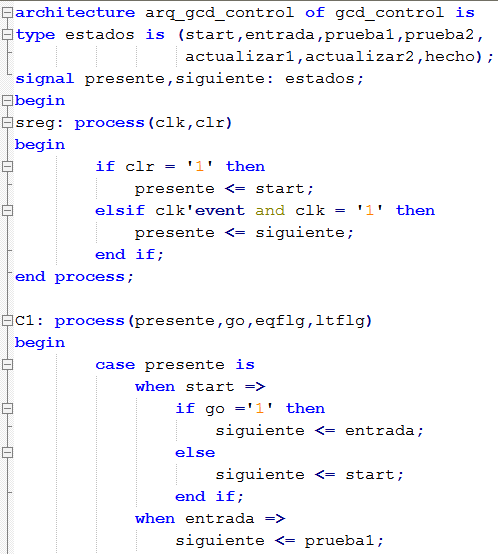 architecture arq_gcd_control of gcd_control is
type estados is (start,entrada,prueba1,prueba2,
                 actualizar1,actualizar2,hecho);
signal presente,siguiente: estados;
begin
sreg: process(clk,clr)
begin
        if clr = '1' then
            presente <= start;
        elsif clk'event and clk = '1' then
            presente <= siguiente;
        end if;
end process;

C1: process(presente,go,eqflg,ltflg)
begin
        case presente is
            when start =>
                if go ='1' then
                    siguiente <= entrada;
                else
                    siguiente <= start;
                end if;
            when entrada =>
                siguiente <= prueba1;